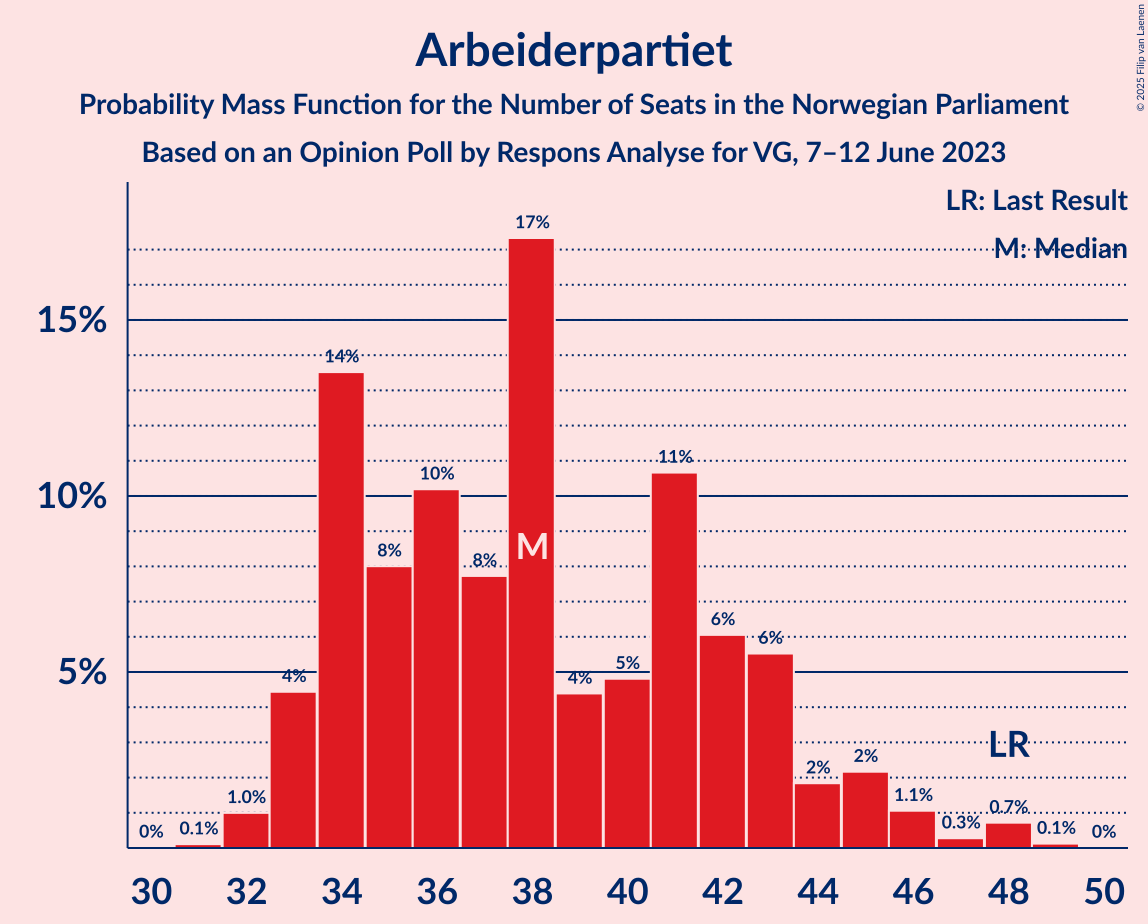 Arbeiderpartiet
Probability Mass Function for the Number of Seats in the Norwegian Parliament
Based on an Opinion Poll by Respons Analyse for VG, 7–12 June 2023
© 2025 Filip van Laenen
LR: Last Result
M: Median
15%
10%
5%
0%
0.1%
1.0%
4%
14%
8%
10%
8%
17%
4%
5%
11%
6%
6%
2%
2%
1.1%
0.3%
0.7%
0.1%
0%
M
LR
30 32 34 36 38 40 42 44 46 48 50